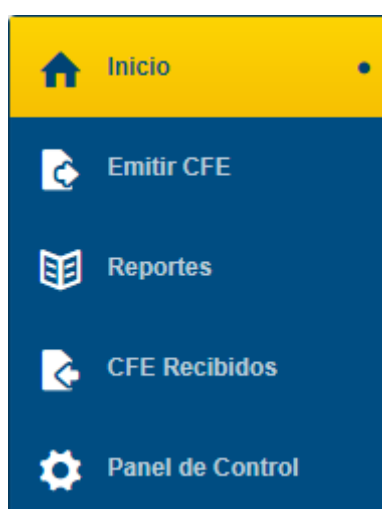 Inicio
Emitir CFE
Reportes
CFE Recibidos
Panel de Control